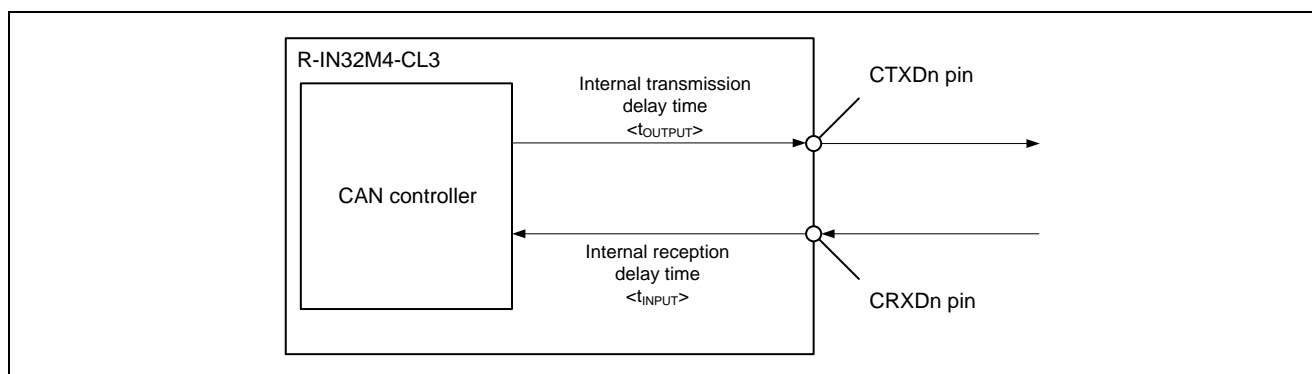 R-IN32M4-CL3
CAN controller
Internal transmission
delay time
<tOUTPUT>
CTXDn pin
Internal reception
delay time
<tINPUT>
CRXDn pin